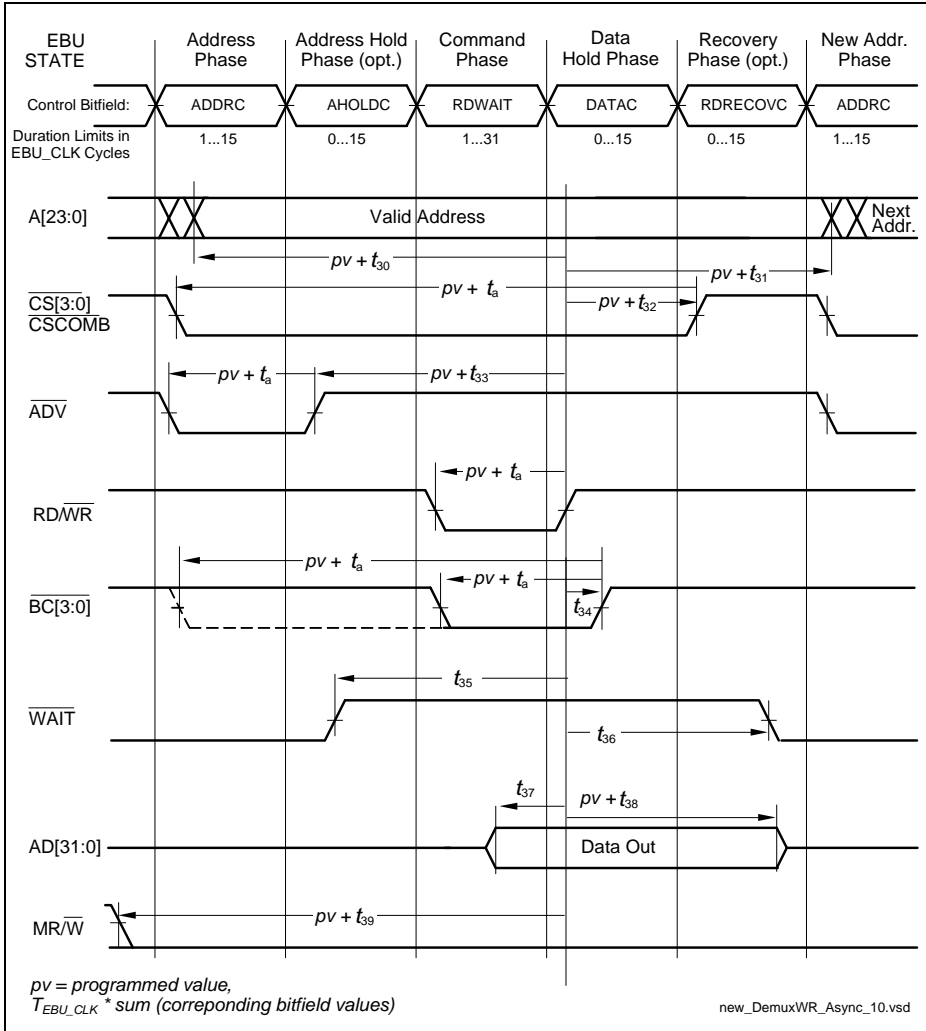 EBU STATE
Address Phase
Address Hold Phase (opt.)
Command Phase
Data Hold Phase
Recovery Phase (opt.)
New Addr. Phase
Control Bitfield: ADDRC AHOLDC RDWAIT DATAC RDRECOVC ADDRC
Duration Limits in EBU_CLK Cycles
1...15 0...15 1...31 0...15 0...15 1...15
A[23:0] Valid Address Next Addr.
pv + t30
pv + t31
pv + ta
CS[3:0]
CSCOMB
pv + t32
pv + ta
pv + t33
ADV
pv + ta
RD/WR
pv + ta
pv + ta
BC[3:0]
t34
t35
WAIT
t36
t37
pv + t38
AD[31:0] Data Out
MR/W
pv + t39
pv = programmed value,
TEBU_CLK * sum (correponding bitfield values)
new_DemuxWR_Async_10.vsd